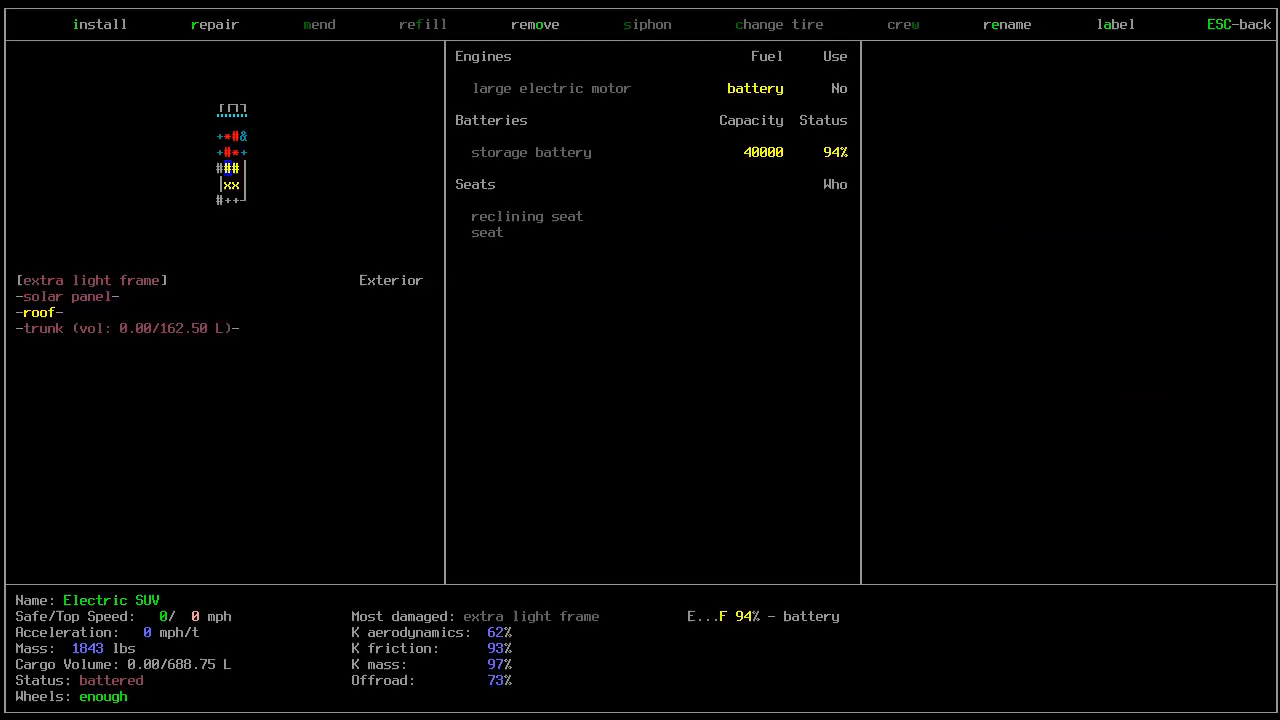 install repair mend refill remove siphon change tire crew rename label ESC-back
Engines Fuel Use
large electric motor battery No
Batteries Capacity Status
storage battery 40000 94%
Seats Who
reclining seat
seat
+*#&
+#*+
###
|xx
#++
[extra light frame] Exterior
-solar panel-
-roof-
-trunk (vol: 0.00/162.50 L)-
Name: Electric SUV
Safe/Top Speed: 0/ 0 mph Most damaged: extra light frame E...F 94% - battery
Acceleration: 0 mph/t K aerodynamics: 62%
Mass: 1843 lbs K friction: 93%
Cargo Volume: 0.00/688.75 L K mass: 97%
Status: battered Offroad: 73%
Wheels: enough